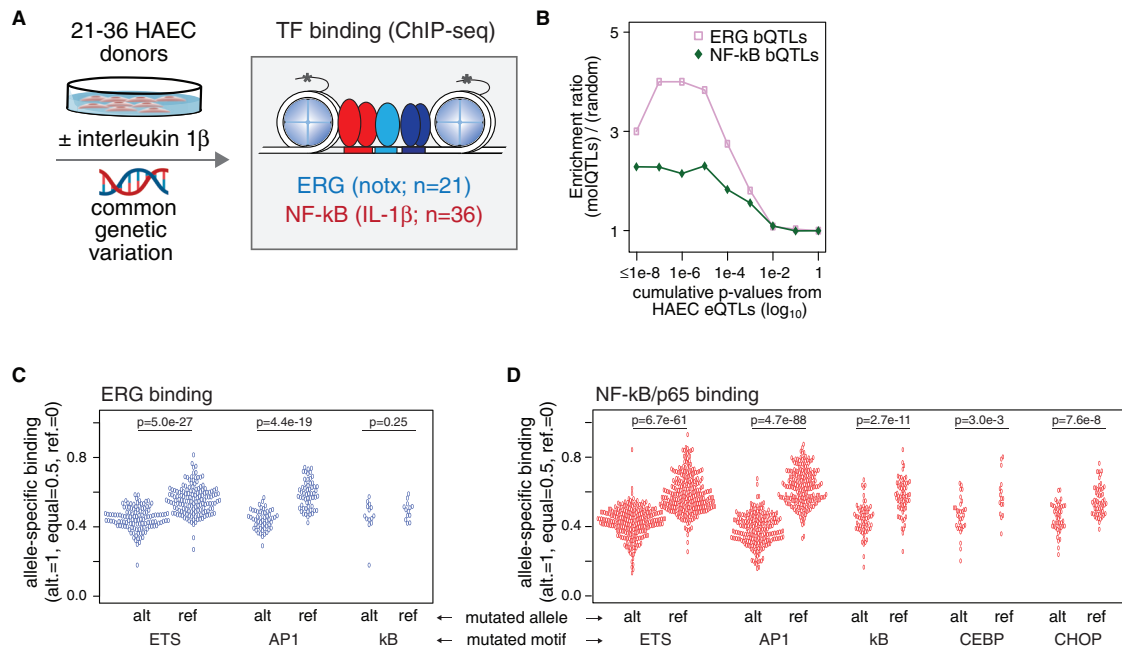 A
21-36 HAEC
donors
± interleukin 1β
common
genetic
variation
TF binding (ChIP-seq)
*
*
ERG (notx; n=21)
NF-kB (IL-1β; n=36)
B
ERG bQTLs
NF-kB bQTLs
Enrichment ratio
(molQTLs) / (random)
5
3
1
≤1e-8 1e-6 1e-4 1e-2 1
cumulative p-values from
HAEC eQTLs (log10)
C
ERG binding
allele-specific binding
(alt.=1, equal=0.5, ref.=0)
p=5.0e-27 p=4.4e-19 p=0.25
0.8
0.4
0.0
alt ref alt ref alt ref
ETS AP1 kB
← mutated allele →
← mutated motif →
D
NF-kB/p65 binding
allele-specific binding
(alt.=1, equal=0.5, ref.=0)
p=6.7e-61 p=4.7e-88 p=2.7e-11 p=3.0e-3 p=7.6e-8
0.8
0.4
0.0
alt ref alt ref alt ref alt ref alt ref
ETS AP1 kB CEBP CHOP